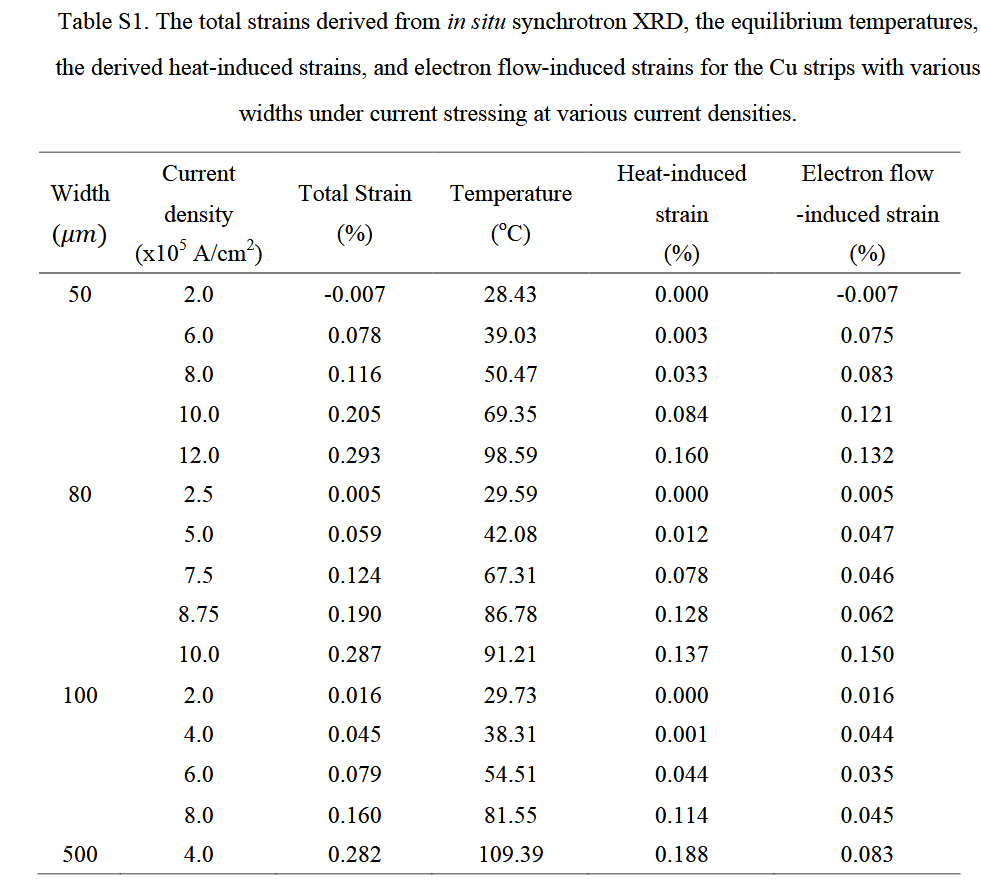 Table S1. The total strains derived from in situ synchrotron XRD, the equilibrium temperatures,
the derived heat-induced strains, and electron flow-induced strains for the Cu strips with various
widths under current stressing at various current densities.
Width (μm) Current density (x10⁵ A/cm²) Total Strain (%) Temperature (°C) Heat-induced strain (%) Electron flow -induced strain (%)
50 2.0 -0.007 28.43 0.000 -0.007
6.0 0.078 39.03 0.003 0.075
8.0 0.116 50.47 0.033 0.083
10.0 0.205 69.35 0.084 0.121
12.0 0.293 98.59 0.160 0.132
80 2.5 0.005 29.59 0.000 0.005
5.0 0.059 42.08 0.012 0.047
7.5 0.124 67.31 0.078 0.046
8.75 0.190 86.78 0.128 0.062
10.0 0.287 91.21 0.137 0.150
100 2.0 0.016 29.73 0.000 0.016
4.0 0.045 38.31 0.001 0.044
6.0 0.079 54.51 0.044 0.035
8.0 0.160 81.55 0.114 0.045
500 4.0 0.282 109.39 0.188 0.083